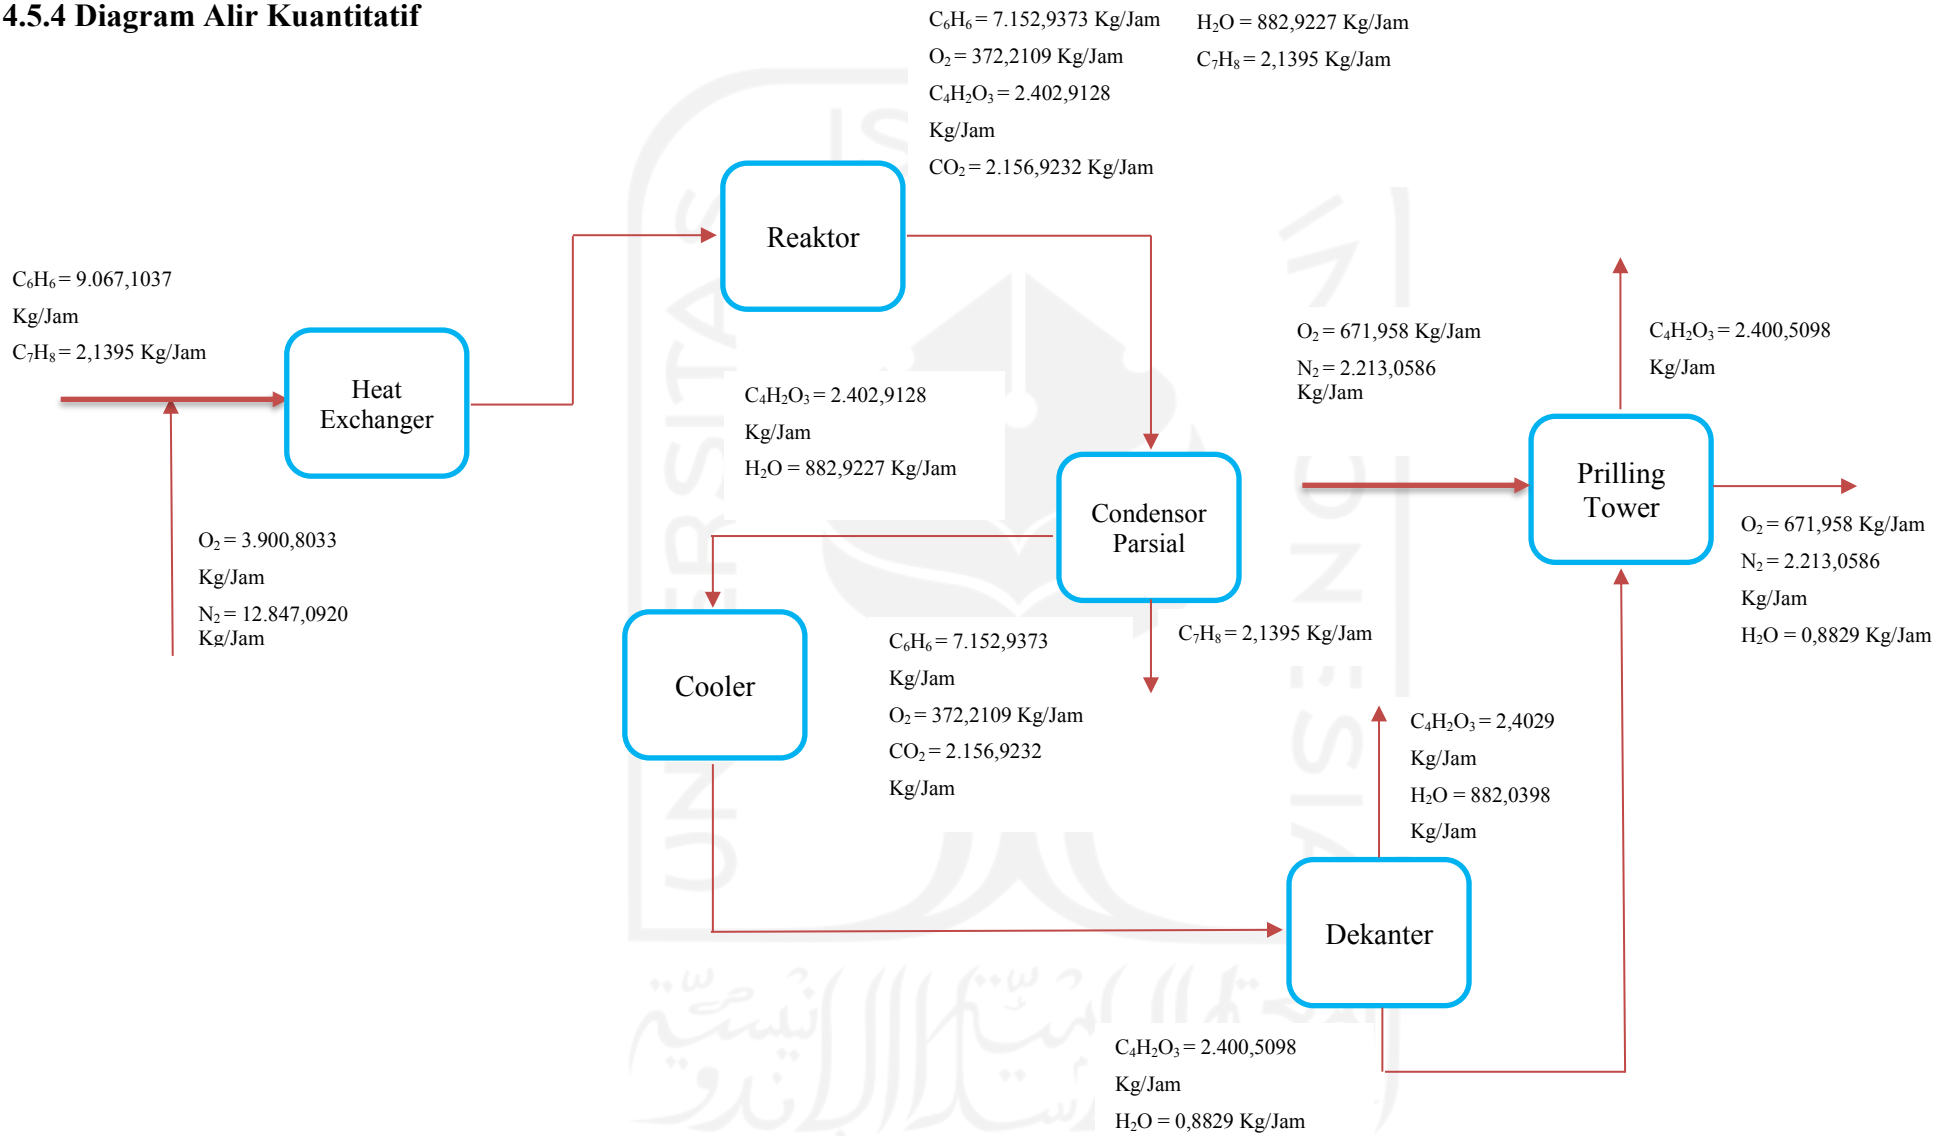 4.5.4 Diagram Alir Kuantitatif
C₆H₆ = 7.152,9373 Kg/Jam
O₂ = 372,2109 Kg/Jam
C₄H₂O₃ = 2.402,9128
Kg/Jam
CO₂ = 2.156,9232 Kg/Jam
H₂O = 882,9227 Kg/Jam
C₇H₈ = 2,1395 Kg/Jam
Reaktor
C₆H₆ = 9.067,1037
Kg/Jam
C₇H₈ = 2,1395 Kg/Jam
Heat
Exchanger
O₂ = 3.900,8033
Kg/Jam
N₂ = 12.847,0920
Kg/Jam
C₄H₂O₃ = 2.402,9128
Kg/Jam
H₂O = 882,9227 Kg/Jam
Condensor
Parsial
O₂ = 671,958 Kg/Jam
N₂ = 2.213,0586
Kg/Jam
C₄H₂O₃ = 2.400,5098
Kg/Jam
Prilling
Tower
O₂ = 671,958 Kg/Jam
N₂ = 2.213,0586
Kg/Jam
H₂O = 0,8829 Kg/Jam
Cooler
C₆H₆ = 7.152,9373
Kg/Jam
O₂ = 372,2109 Kg/Jam
CO₂ = 2.156,9232
Kg/Jam
C₇H₈ = 2,1395 Kg/Jam
C₄H₂O₃ = 2,4029
Kg/Jam
H₂O = 882,0398
Kg/Jam
Dekanter
C₄H₂O₃ = 2.400,5098
Kg/Jam
H₂O = 0,8829 Kg/Jam